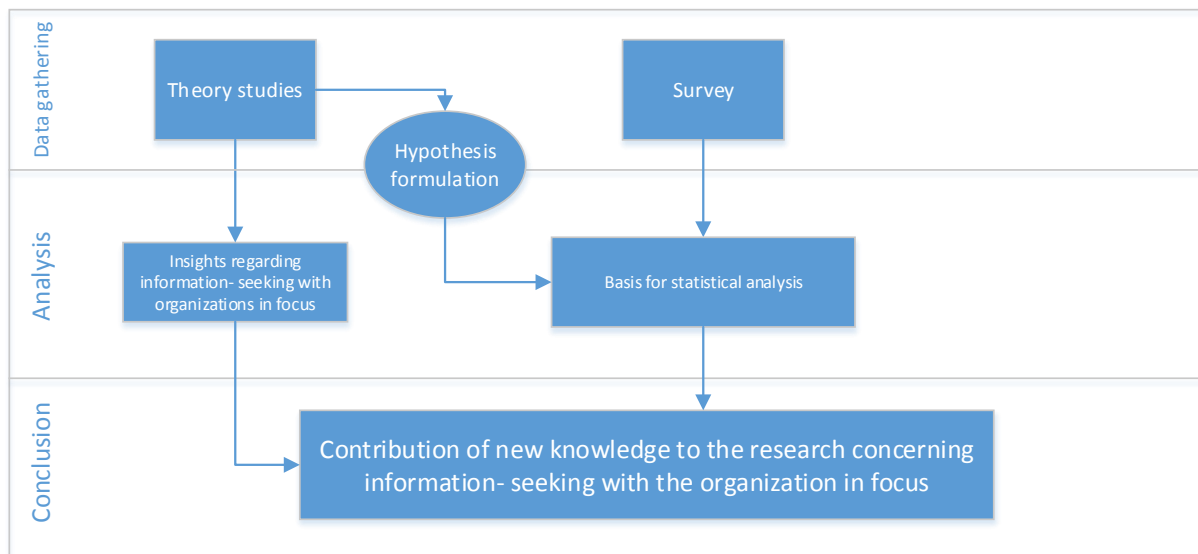 Data gathering
Theory studies
Survey
Hypothesis
formulation
Analysis
Insights regarding
information- seeking with
organizations in focus
Basis for statistical analysis
Conclusion
Contribution of new knowledge to the research concerning
information- seeking with the organization in focus